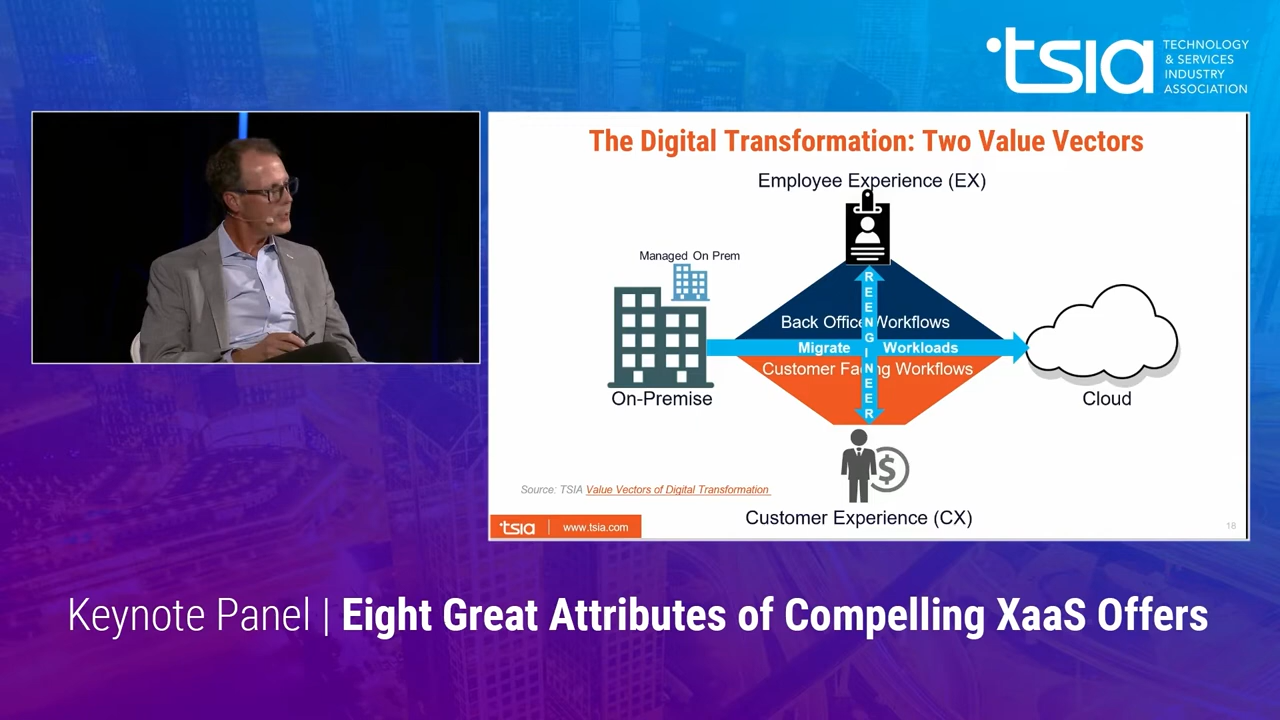 tsia
TECHNOLOGY
& SERVICES
INDUSTRY
ASSOCIATION
The Digital Transformation: Two Value Vectors
Employee Experience (EX)
Managed On Prem
REENGINEER
Back Office Workflows
Migrate Workloads
Customer Facing Workflows
On-Premise
Cloud
$
Source: TSIA Value Vectors of Digital Transformation
Customer Experience (CX)
tsia | www.tsia.com
18
Keynote Panel | Eight Great Attributes of Compelling XaaS Offers